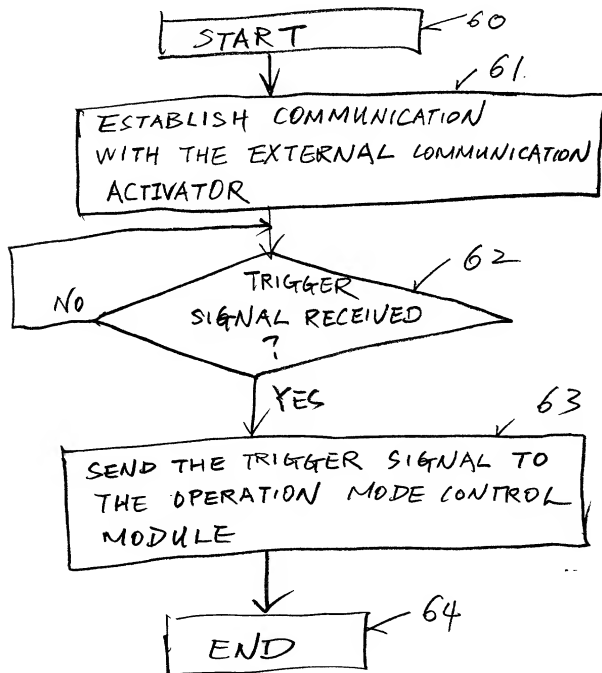 START
60
61.
ESTABLISH COMMUNICATION
WITH THE EXTERNAL COMMUNICATION
ACTIVATOR
62
TRIGGER
SIGNAL RECEIVED
?
NO
YES
63
SEND THE TRIGGER SIGNAL TO
THE OPERATION MODE CONTROL
MODULE
END
64